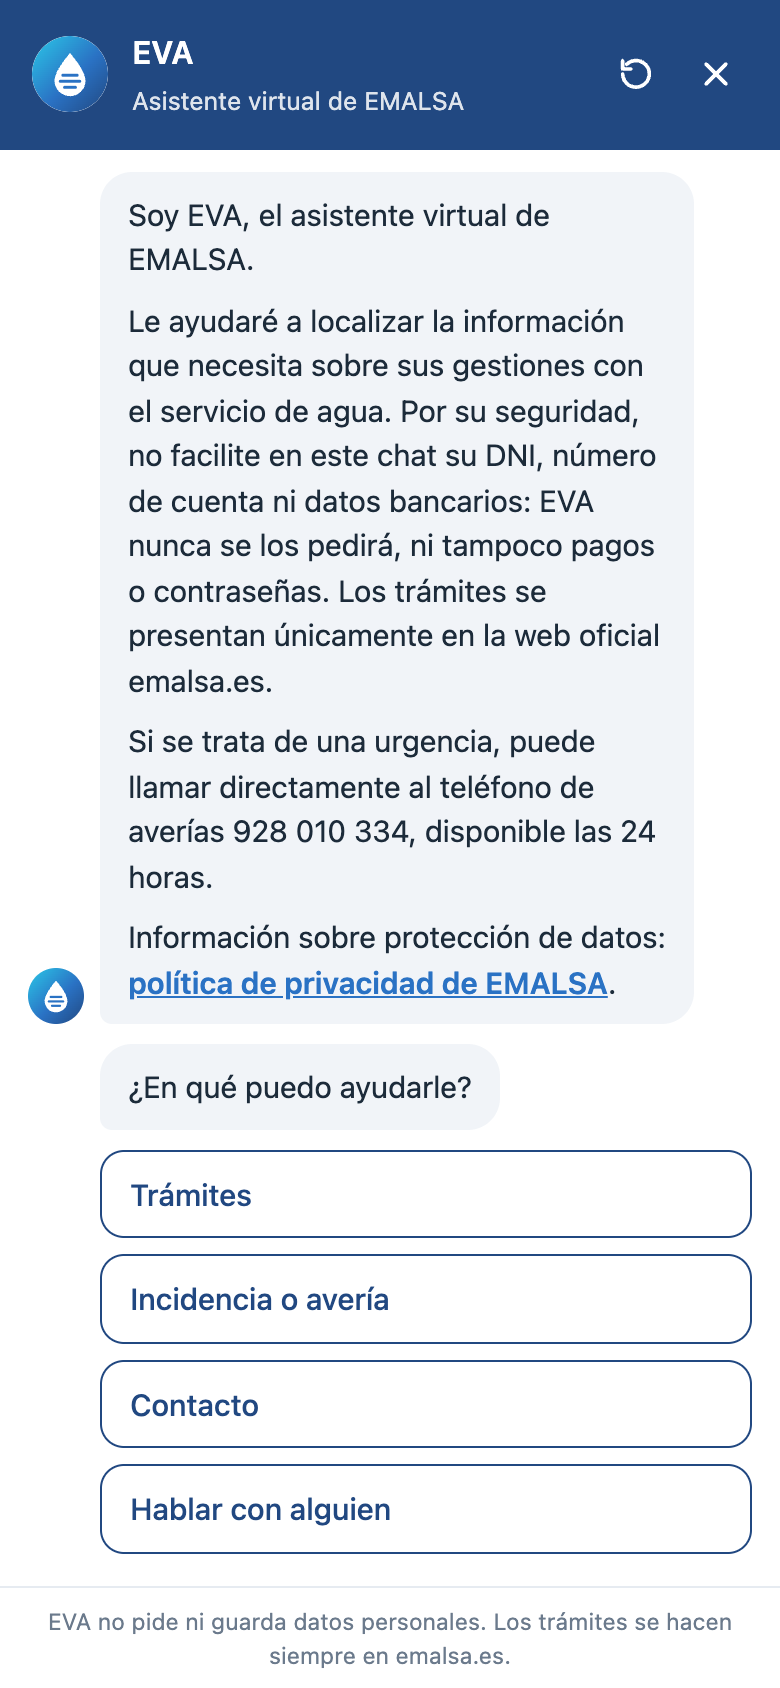 EVA
Asistente virtual de EMALSA
Soy EVA, el asistente virtual de
EMALSA.
Le ayudaré a localizar la información
que necesita sobre sus gestiones con
el servicio de agua. Por su seguridad,
no facilite en este chat su DNI, número
de cuenta ni datos bancarios: EVA
nunca se los pedirá, ni tampoco pagos
o contraseñas. Los trámites se
presentan únicamente en la web oficial
emalsa.es.
Si se trata de una urgencia, puede
llamar directamente al teléfono de
averías 928 010 334, disponible las 24
horas.
Información sobre protección de datos:
política de privacidad de EMALSA.
¿En qué puedo ayudarle?
Trámites
Incidencia o avería
Contacto
Hablar con alguien
EVA no pide ni guarda datos personales. Los trámites se hacen
siempre en emalsa.es.